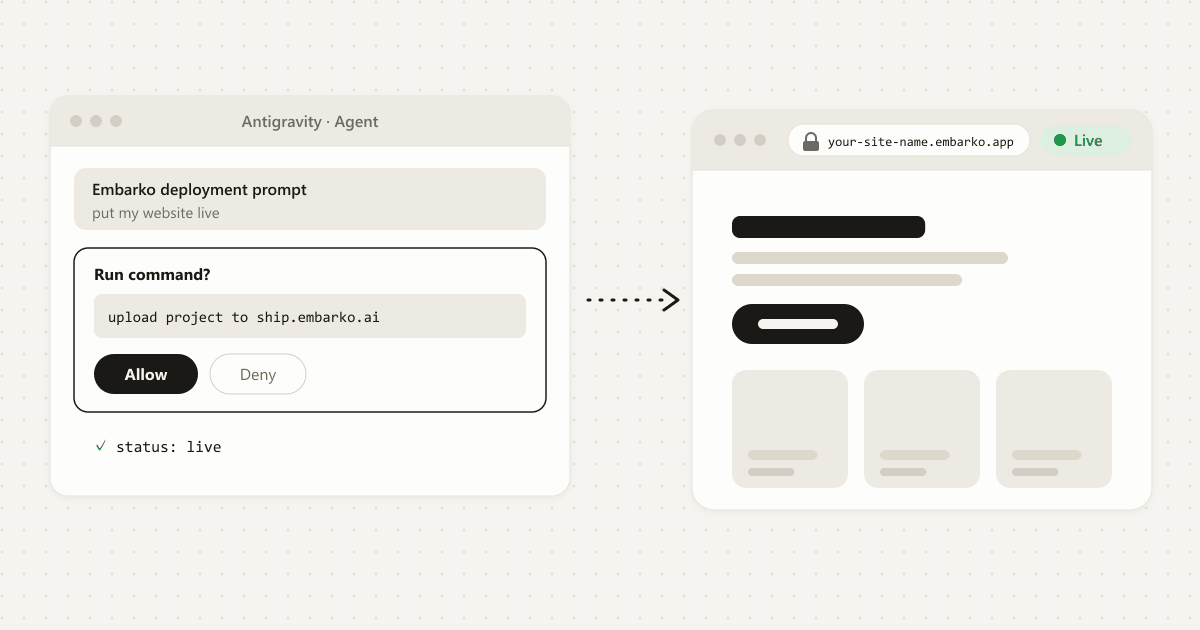 Antigravity · Agent
Embarko deployment prompt
put my website live
Run command?
upload project to ship.embarko.ai
Allow
Deny
✓ status: live
your-site-name.embarko.app
Live